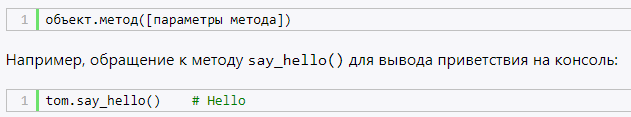 1 объект.метод([параметры метода])
Например, обращение к методу say_hello() для вывода приветствия на консоль:
1 tom.say_hello()    # Hello